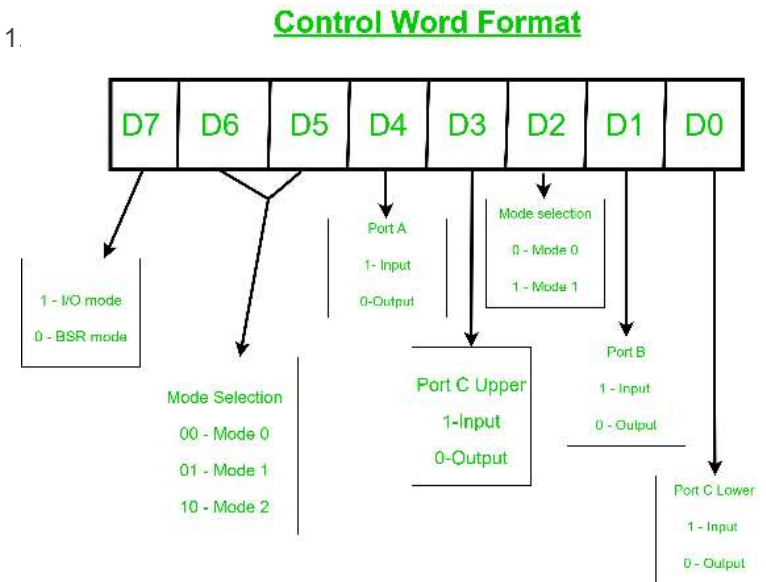 Control Word Format
1.
D7 D6 D5 D4 D3 D2 D1 D0
1 - I/O mode
0 - BSR mode
Mode Selection
00 - Mode 0
01 - Mode 1
10 - Mode 2
Port A
1- Input
0-Output
Port C Upper
1-Input
0-Output
Mode selection
0 - Mode 0
1 - Mode 1
Port B
1 - Input
0 - Output
Port C Lower
1 - Input
0 - Output